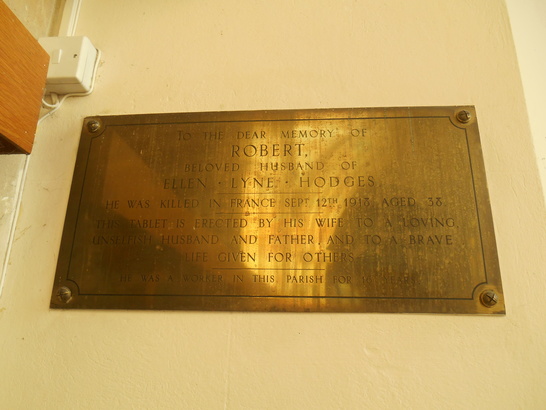 TO THE DEAR MEMORY OF
ROBERT,
BELOVED HUSBAND OF
ELLEN · LYNE · HODGES,
HE WAS KILLED IN FRANCE SEPT 12TH 1918, AGED 38.
THIS TABLET IS ERECTED BY HIS WIFE TO A LOVING,
UNSELFISH HUSBAND AND FATHER, AND TO A BRAVE
LIFE GIVEN FOR OTHERS
HE WAS A WORKER IN THIS PARISH FOR YEARS